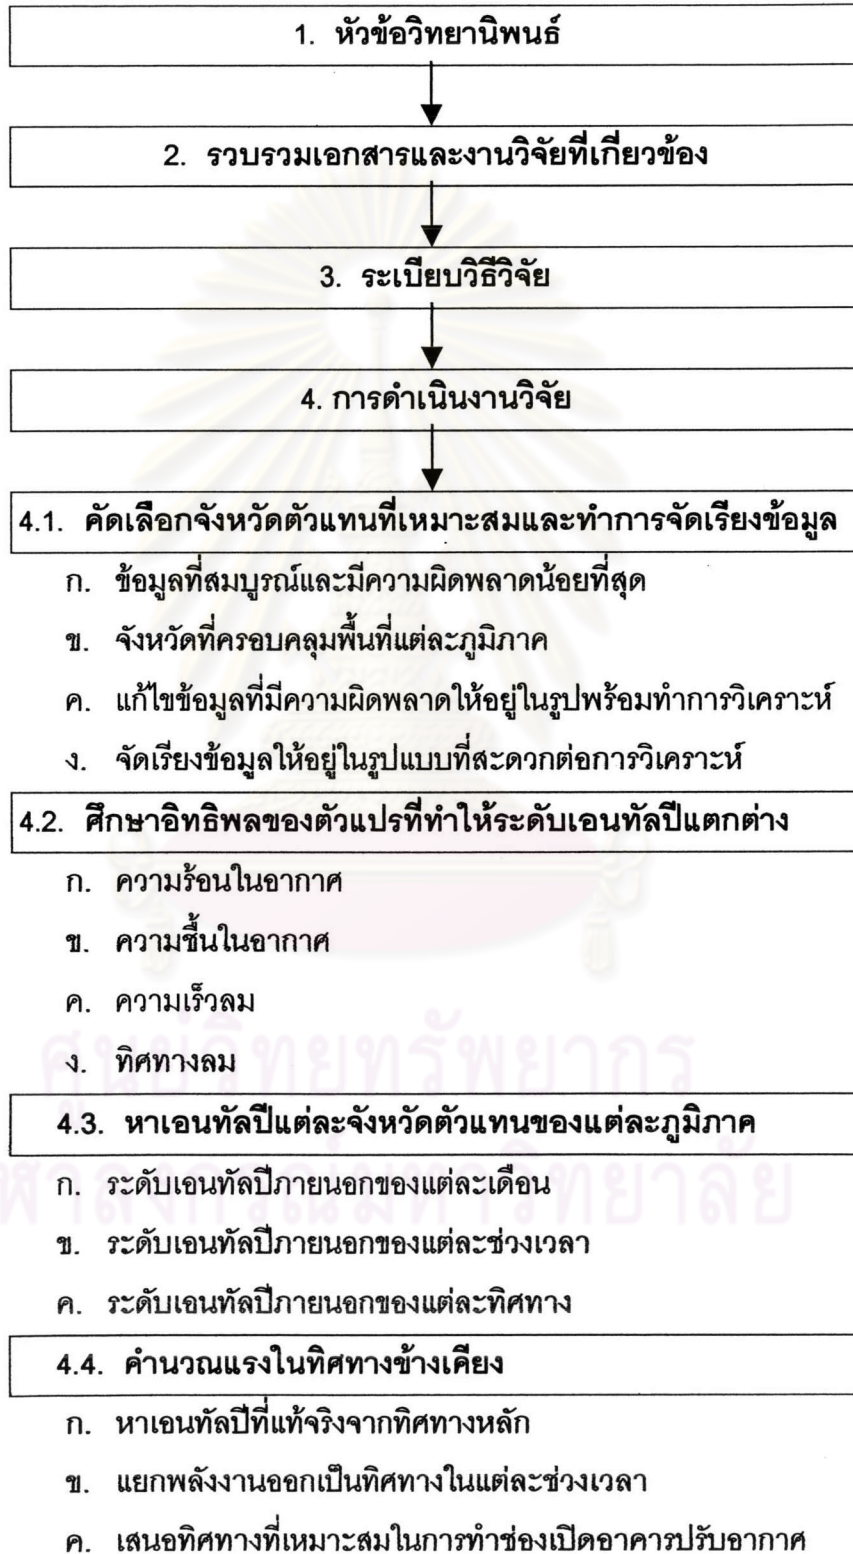 1. หัวข้อวิทยานิพนธ์
2. รวบรวมเอกสารและงานวิจัยที่เกี่ยวข้อง
3. ระเบียบวิธีวิจัย
4. การดำเนินงานวิจัย
4.1. คัดเลือกจังหวัดตัวแทนที่เหมาะสมและทำการจัดเรียงข้อมูล
ก. ข้อมูลที่สมบูรณ์และมีความผิดพลาดน้อยที่สุด
ข. จังหวัดที่ครอบคลุมพื้นที่แต่ละภูมิภาค
ค. แก้ไขข้อมูลที่มีความผิดพลาดให้อยู่ในรูปพร้อมทำการวิเคราะห์
ง. จัดเรียงข้อมูลให้อยู่ในรูปแบบที่สะดวกต่อการวิเคราะห์
4.2. ศึกษาอิทธิพลของตัวแปรที่ทำให้ระดับเอนทัลปีแตกต่าง
ก. ความร้อนในอากาศ
ข. ความชื้นในอากาศ
ค. ความเร็วลม
ง. ทิศทางลม
ศูนย์วิทยทรัพยากร
4.3. หาเอนทัลปีแต่ละจังหวัดตัวแทนของแต่ละภูมิภาค
ก. ระดับเอนทัลปีภายนอกของแต่ละเดือน
ฬาลงกรณ์มหาวิทยาลัย
ข. ระดับเอนทัลปีภายนอกของแต่ละช่วงเวลา
ค. ระดับเอนทัลปีภายนอกของแต่ละทิศทาง
4.4. คำนวณแรงในทิศทางข้างเคียง
ก. หาเอนทัลปีที่แท้จริงจากทิศทางหลัก
ข. แยกพลังงานออกเป็นทิศทางในแต่ละช่วงเวลา
ค. เสนอทิศทางที่เหมาะสมในการทำช่องเปิดอาคารปรับอากาศ